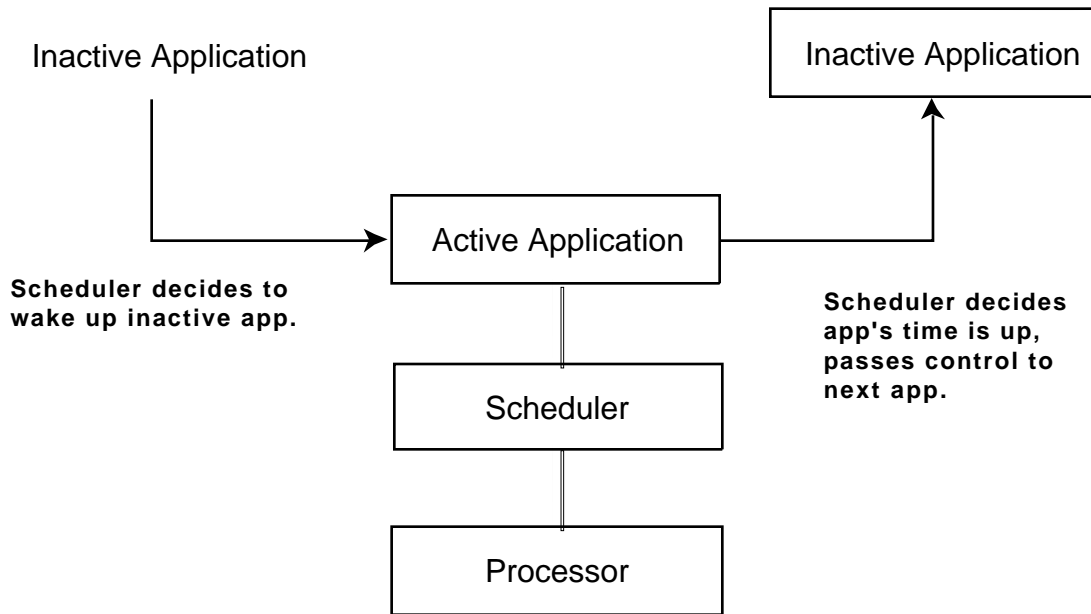 Inactive Application
Inactive Application
Active Application
Scheduler decides to
wake up inactive app.
Scheduler decides
app's time is up,
passes control to
next app.
Scheduler
Processor